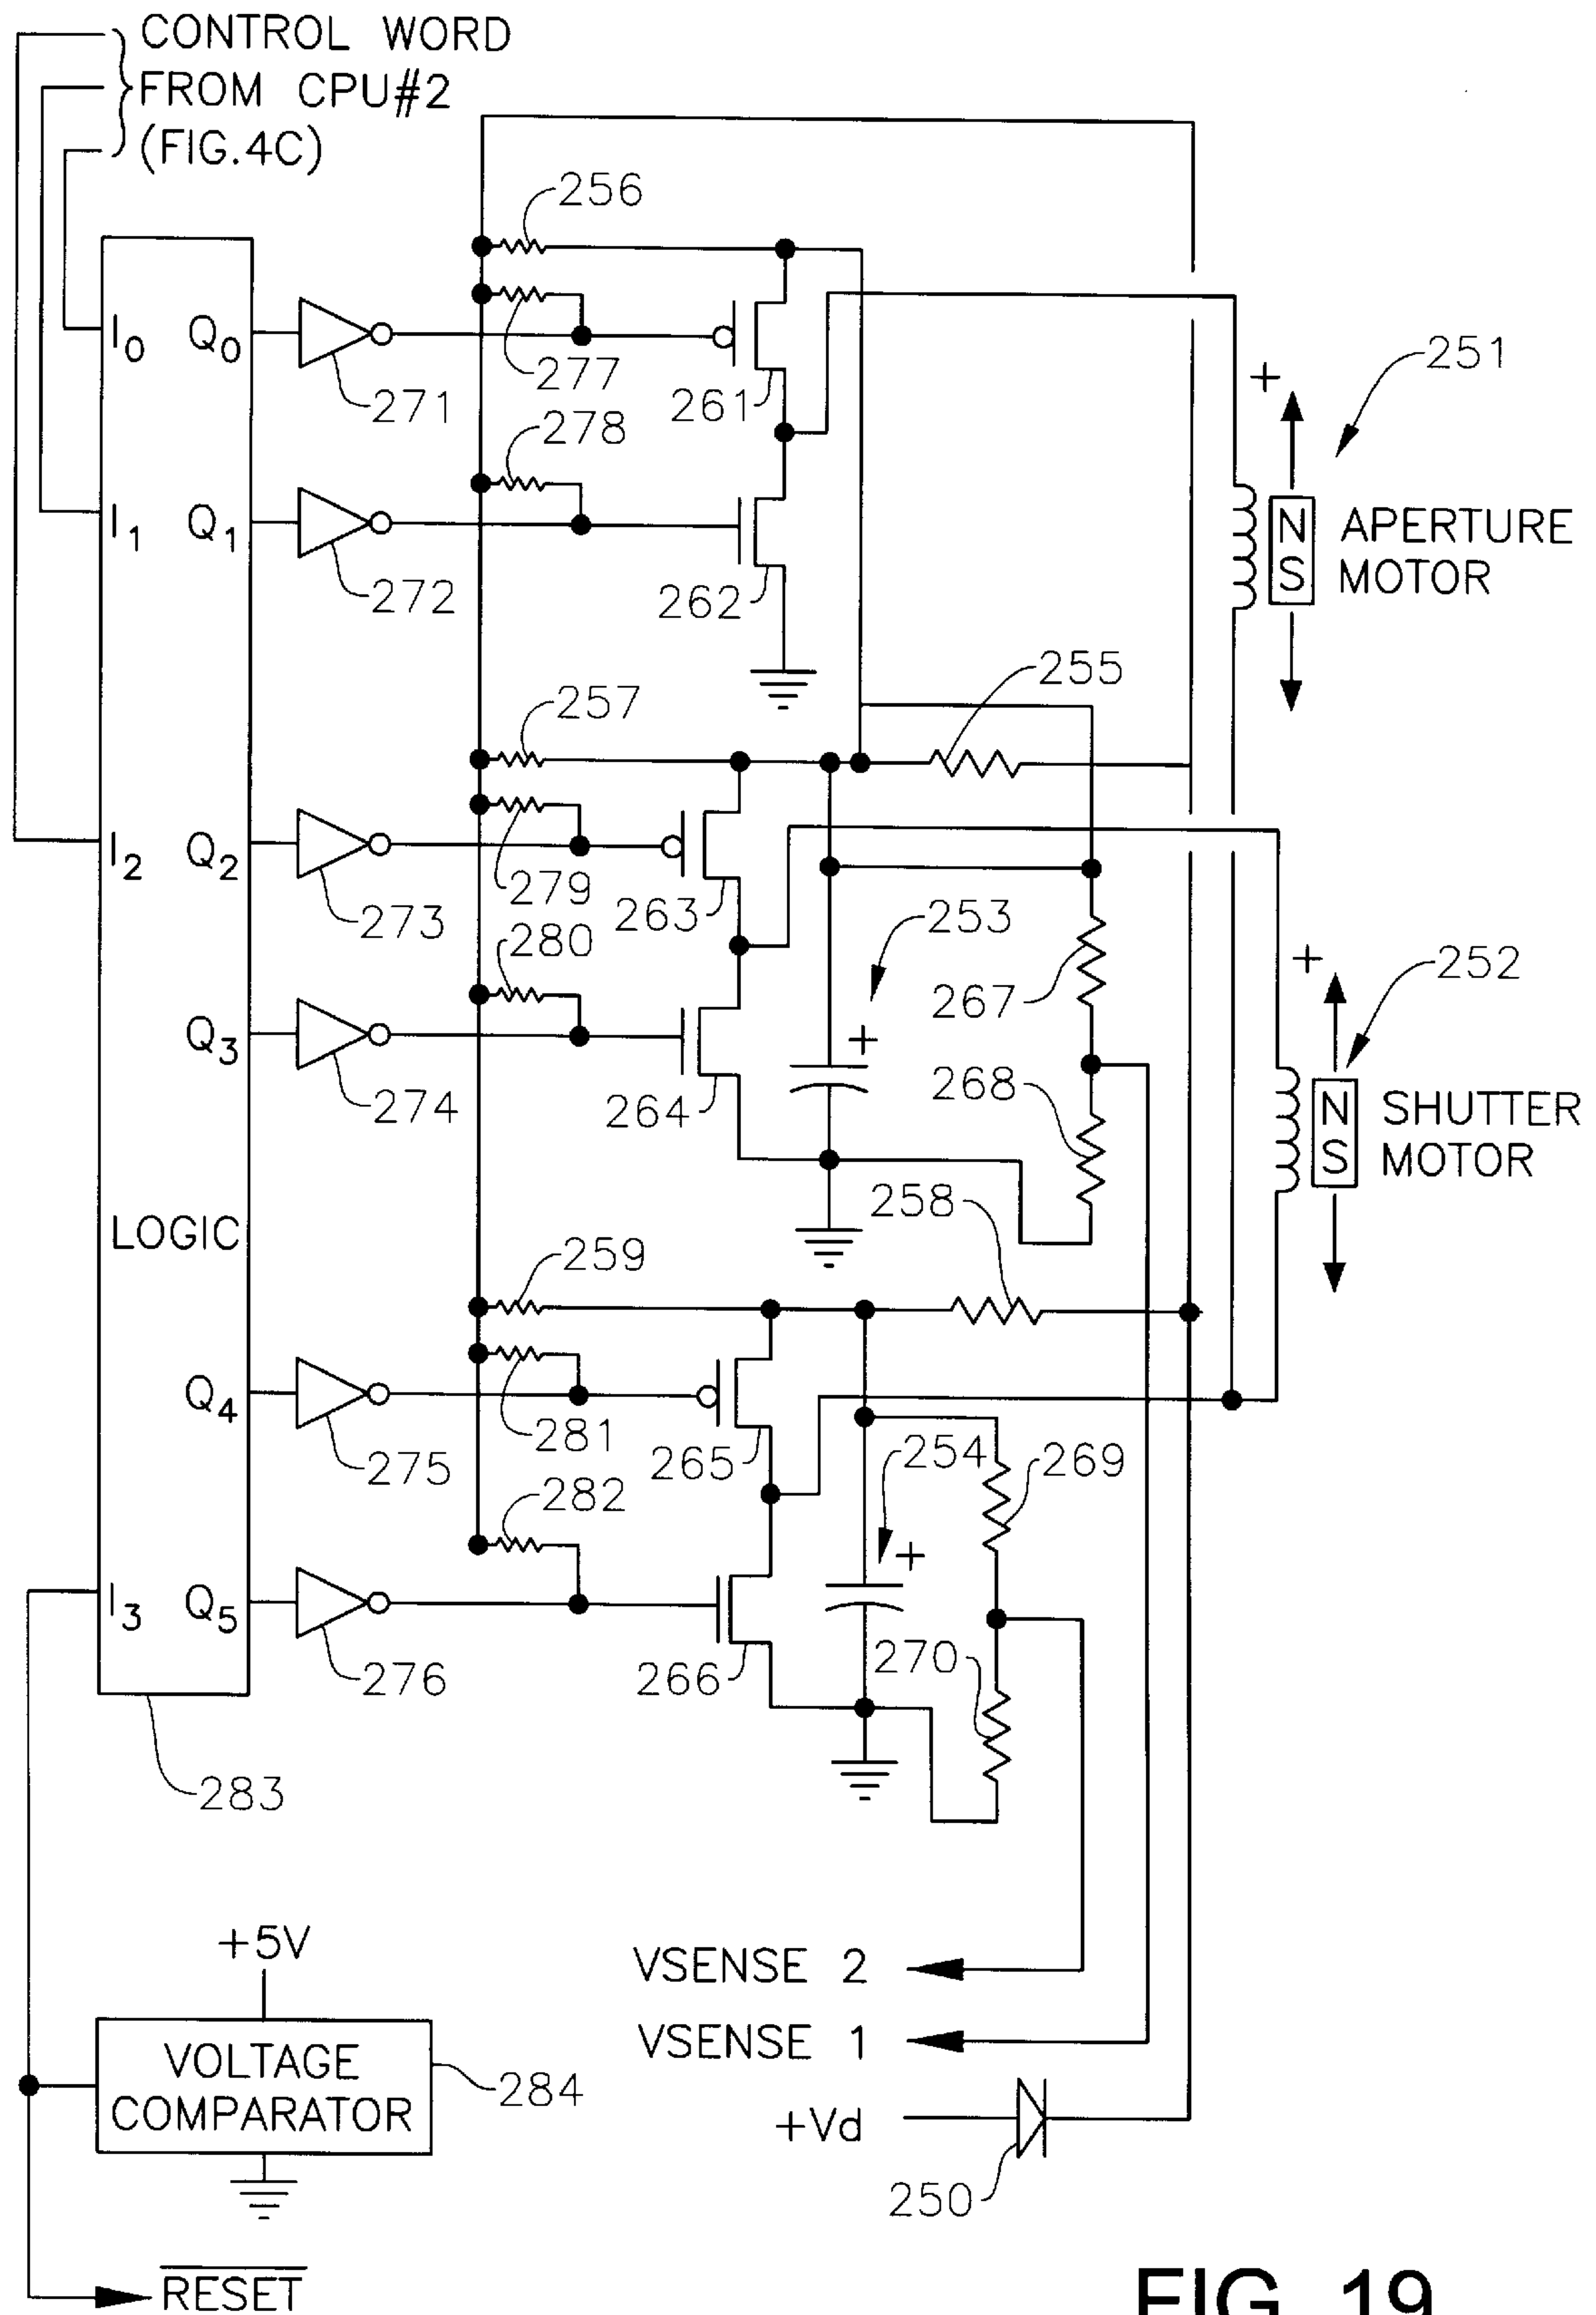 CONTROL WORD
FROM CPU#2
(FIG.4C)
256
I0 Q0
277
271
261
251
+
278
I1 Q1
N
S
APERTURE
MOTOR
272
262
255
257
I2 Q2
279
273
263
253
280
267
+
252
+
Q3
274
264
268
N
S
SHUTTER
MOTOR
258
LOGIC
259
Q4
281
275
265
254
269
282
+
I3 Q5
276
266
270
283
+5V
VSENSE 2
VSENSE 1
VOLTAGE
COMPARATOR
284
+Vd
250
RESET
FIG. 19